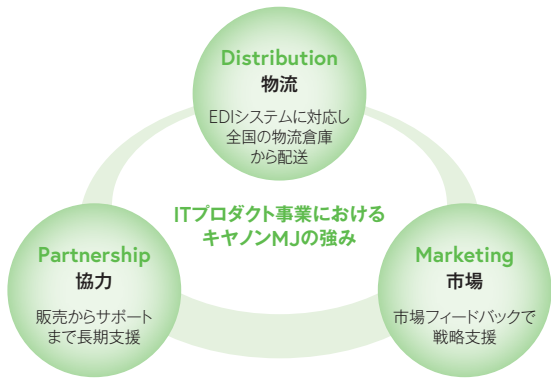 Distribution
物流
EDIシステムに対応し
全国の物流倉庫
から配送
ITプロダクト事業における
キヤノンMJの強み
Partnership
協力
販売からサポート
まで長期支援
Marketing
市場
市場フィードバックで
戦略支援